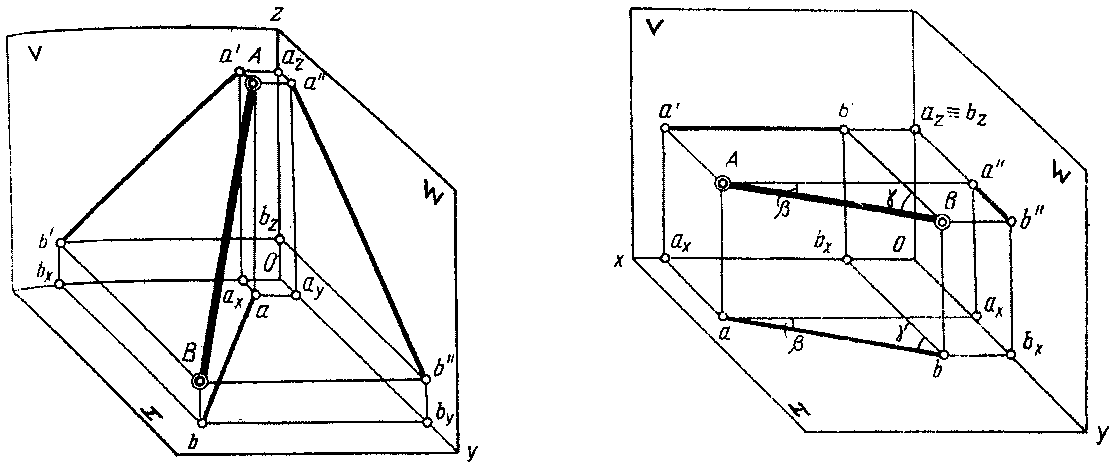 z
V
a' A a_z a"
W
b' b_z
b_x O
a_x a a_y
B b"
H
b b_y
y
V
a' b' a_z ≡ b_z
W
A a"
β γ B b"
x a_x b_x O
a a_x
β γ b_x
b
H
y